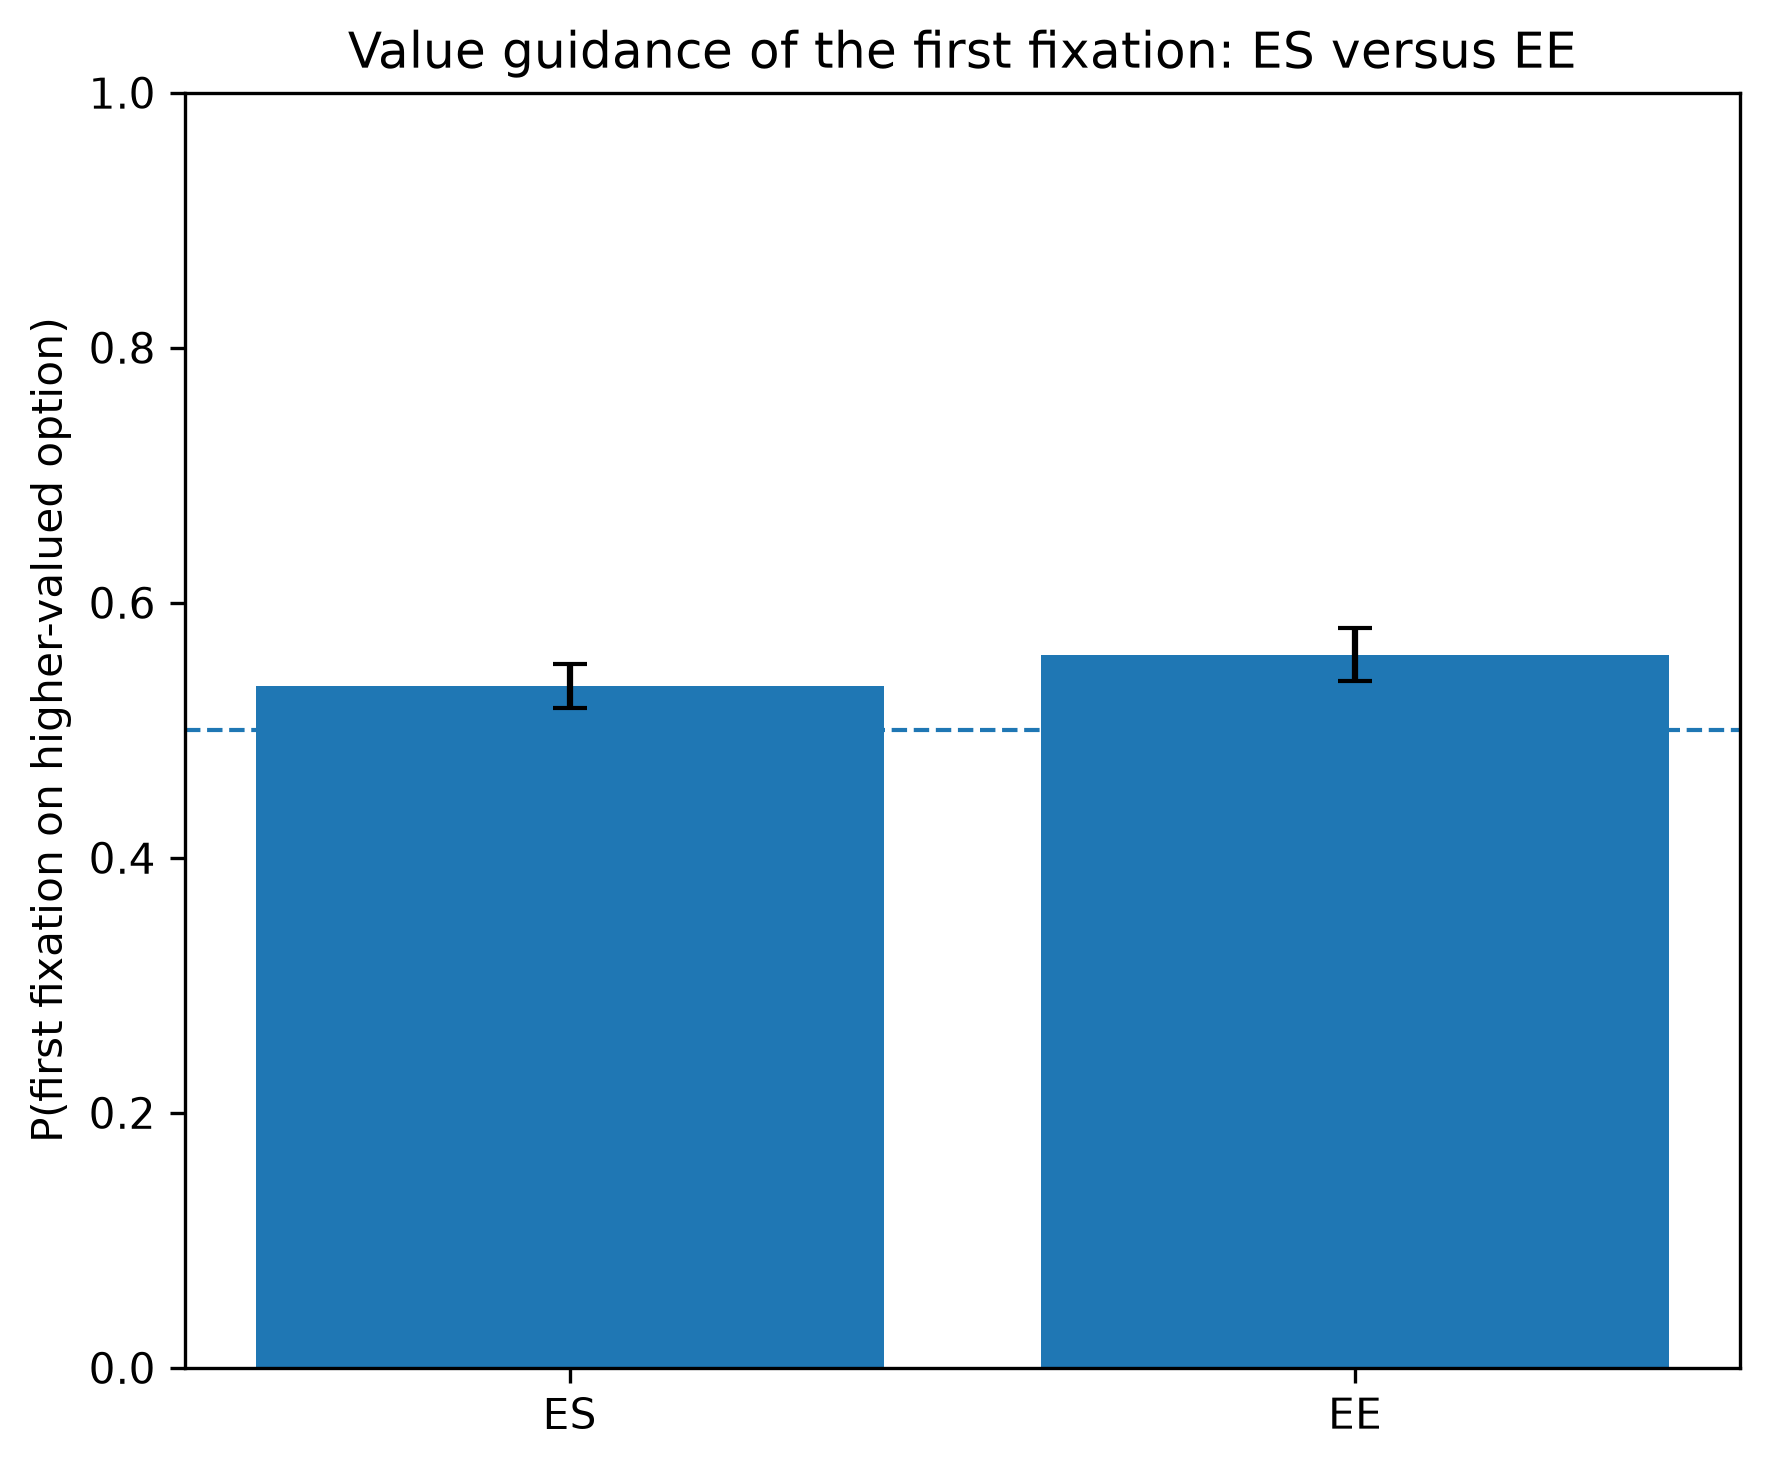 Value guidance of the first fixation: ES versus EE
P(first fixation on higher-valued option)
1.0
0.8
0.6
0.4
0.2
0.0
ES
EE